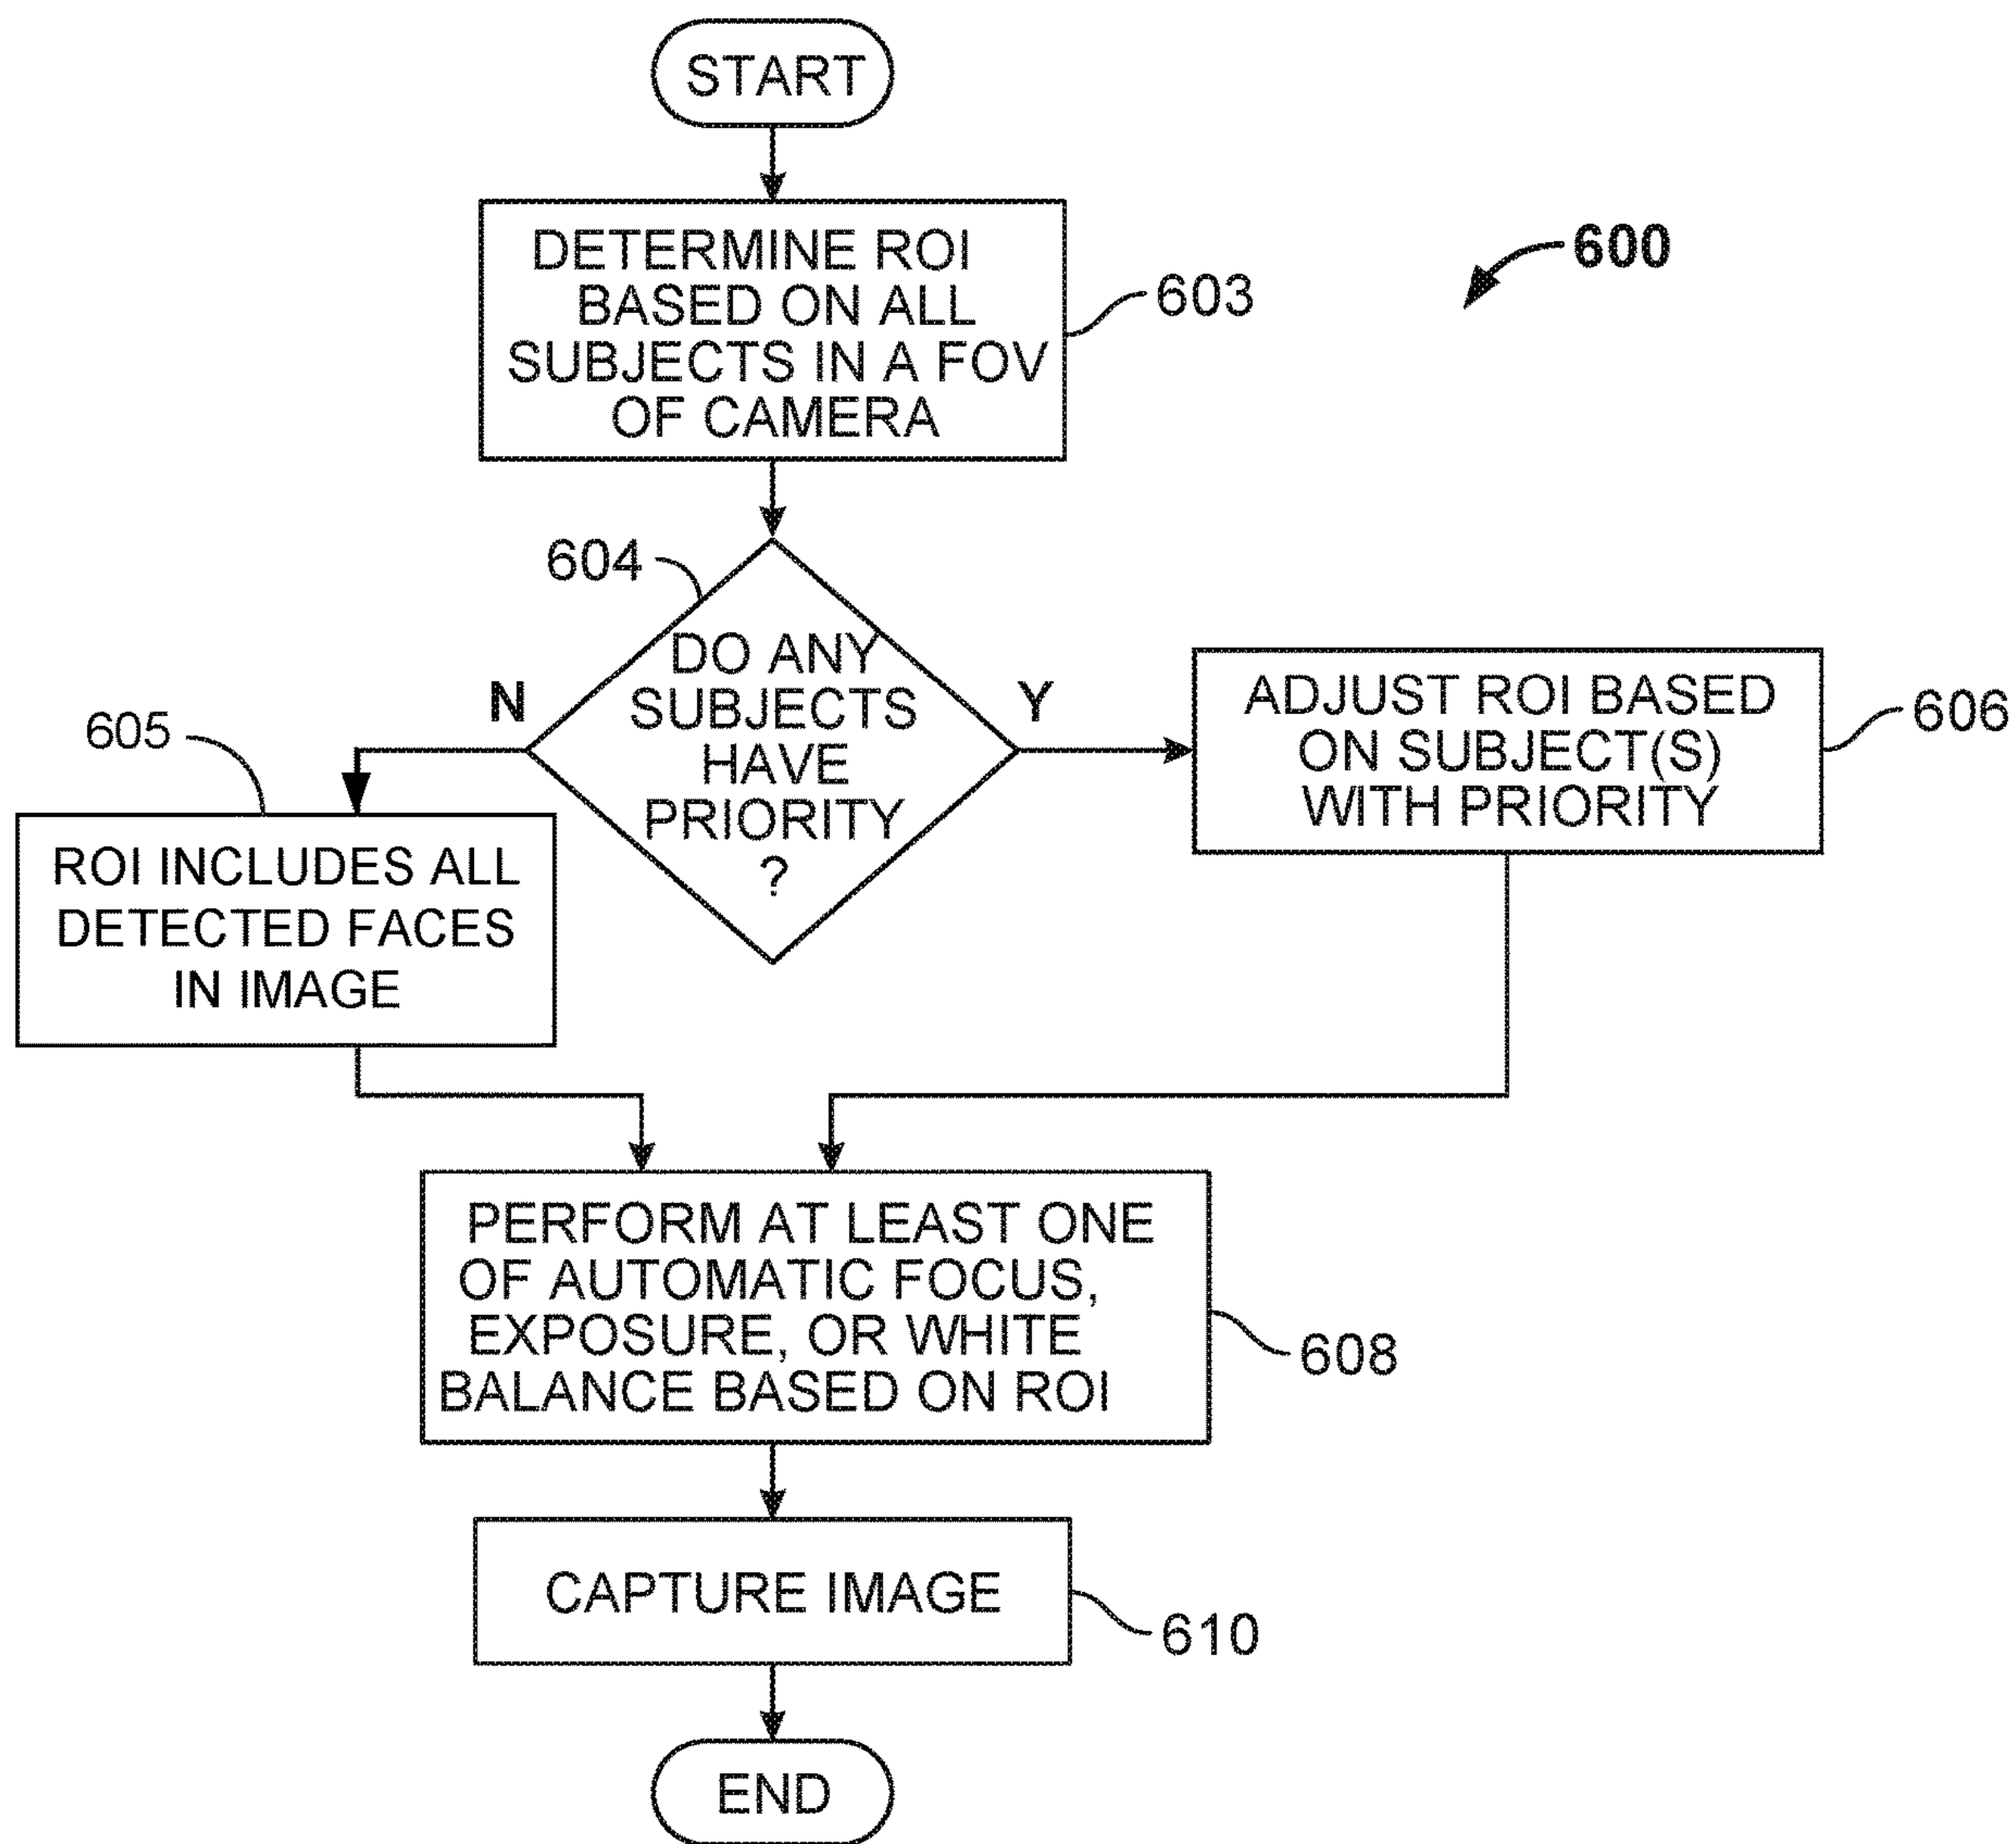 START
DETERMINE ROI
BASED ON ALL
SUBJECTS IN A FOV
OF CAMERA
603
600
604
DO ANY
SUBJECTS
HAVE
PRIORITY
?
N
Y
605
ROI INCLUDES ALL
DETECTED FACES
IN IMAGE
ADJUST ROI BASED
ON SUBJECT(S)
WITH PRIORITY
606
PERFORM AT LEAST ONE
OF AUTOMATIC FOCUS,
EXPOSURE, OR WHITE
BALANCE BASED ON ROI
608
CAPTURE IMAGE
610
END